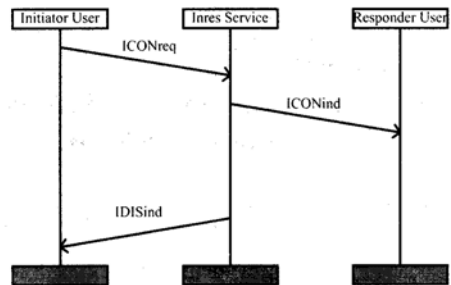 Initiator User
Inres Service
Responder User
ICONreq
ICONind
IDISind